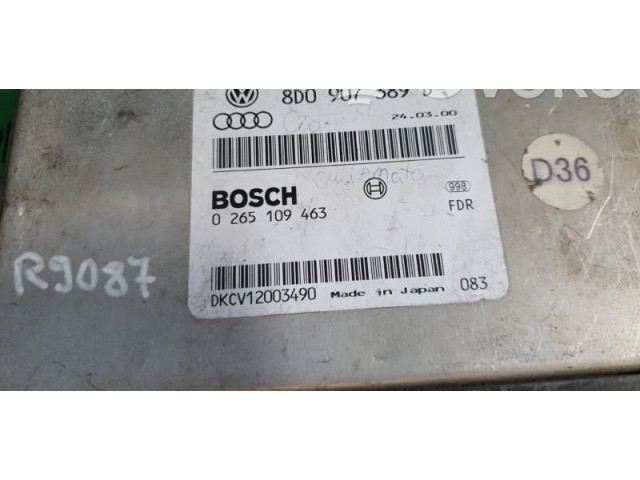 8D0 907 389 D
24.03.00
BOSCH
0 265 109 463
998
FDR
D36
R9087
DKCV12003490 Made in Japan 083